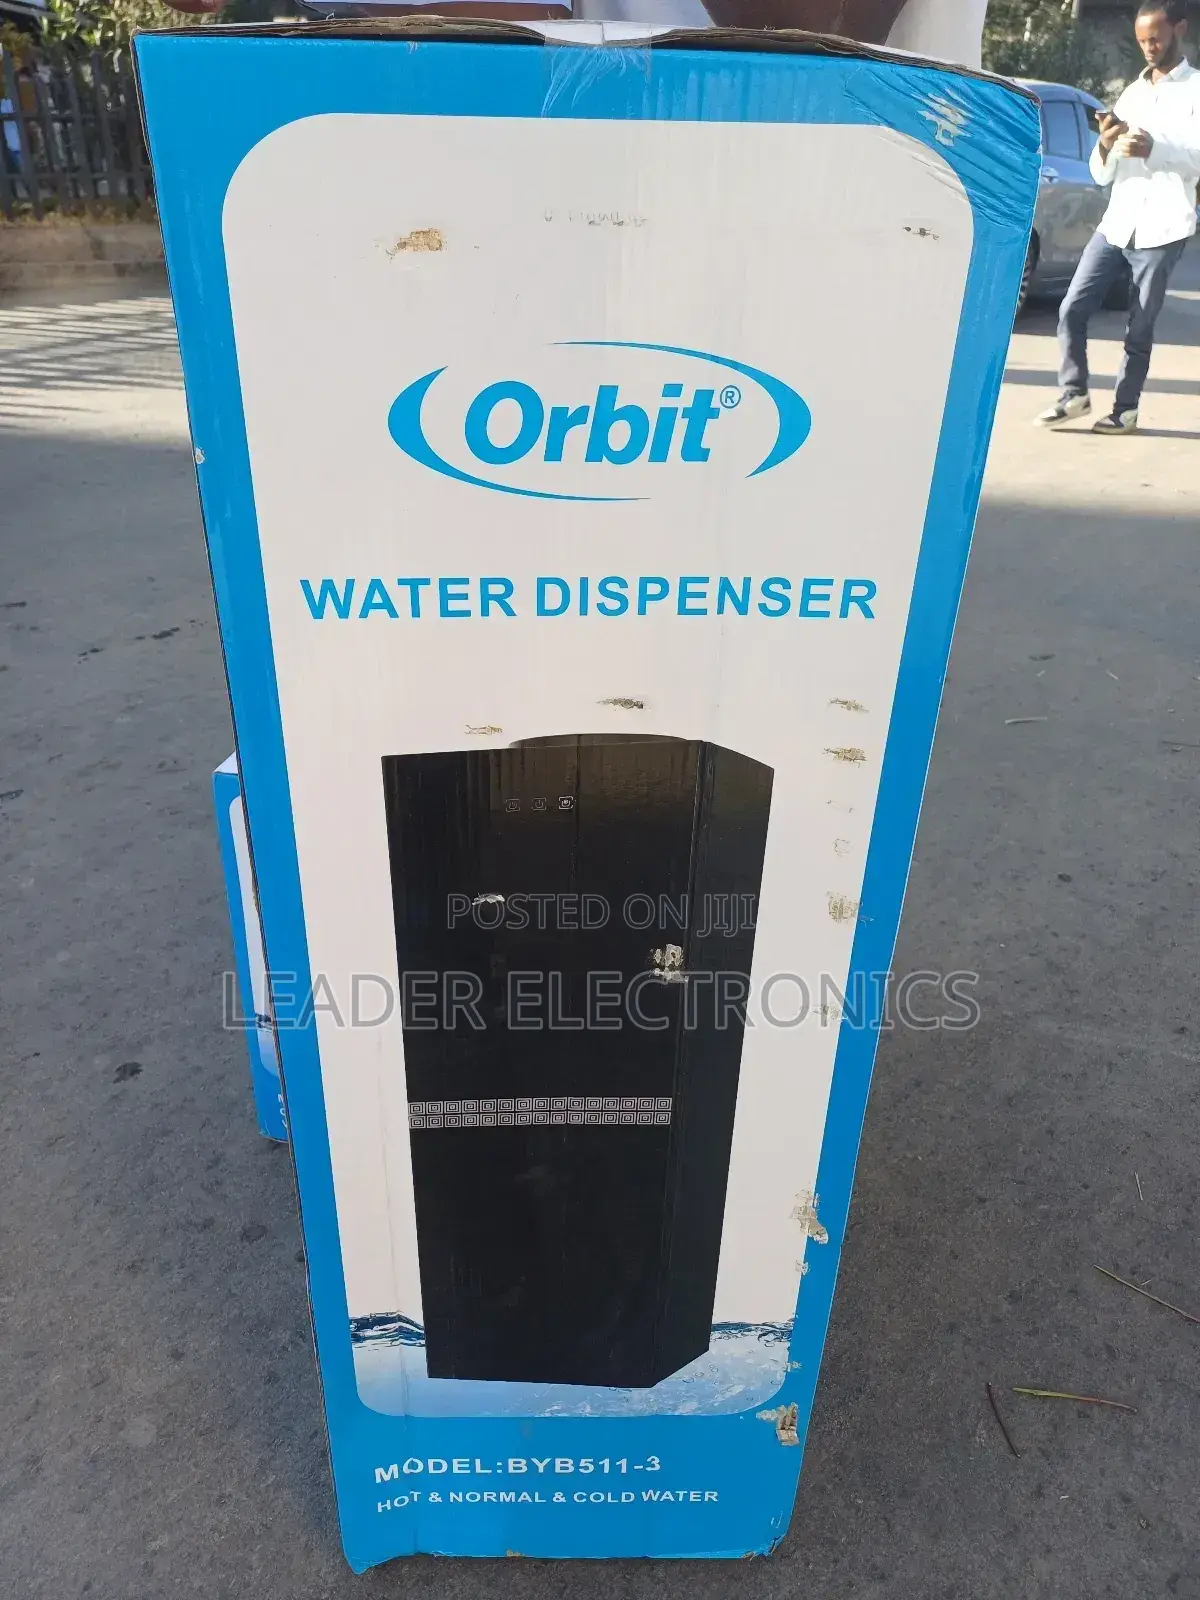 Orbit®
WATER DISPENSER
POSTED ON JIJI
LEADER ELECTRONICS
MODEL:BYB511-3
HOT & NORMAL & COLD WATER